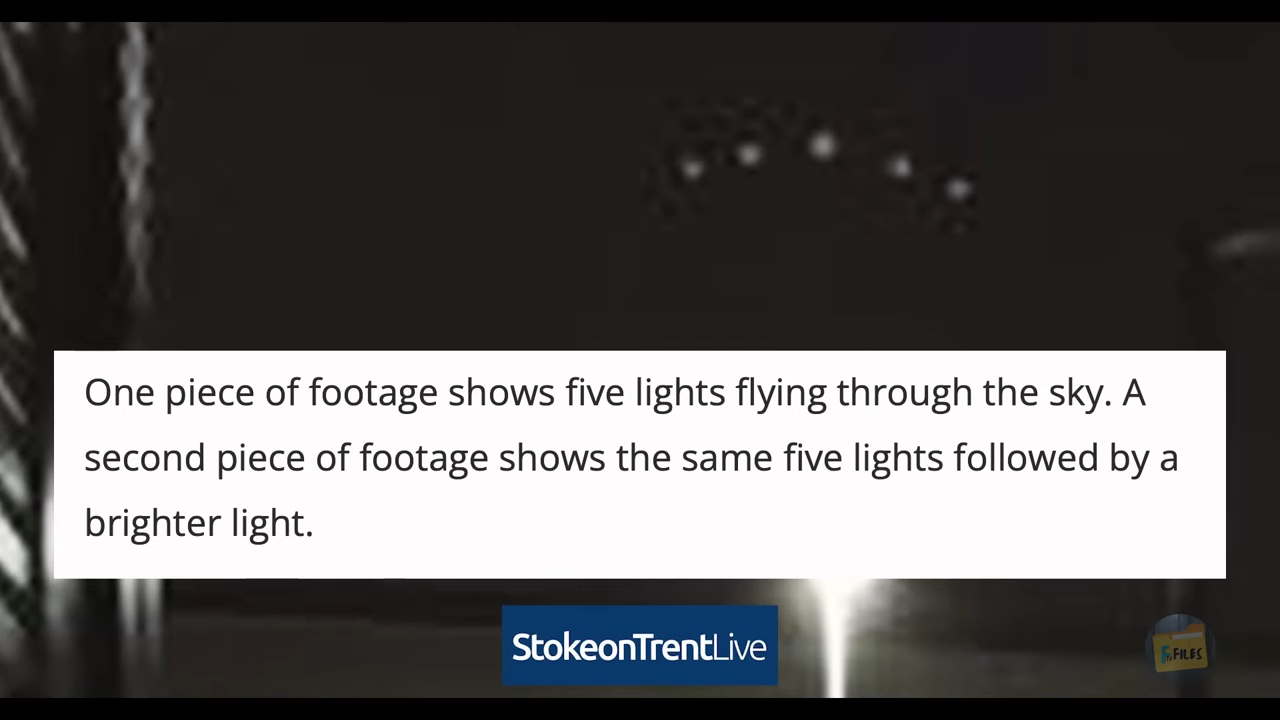 One piece of footage shows five lights flying through the sky. A
second piece of footage shows the same five lights followed by a
brighter light.
StokeonTrentLive
FILES